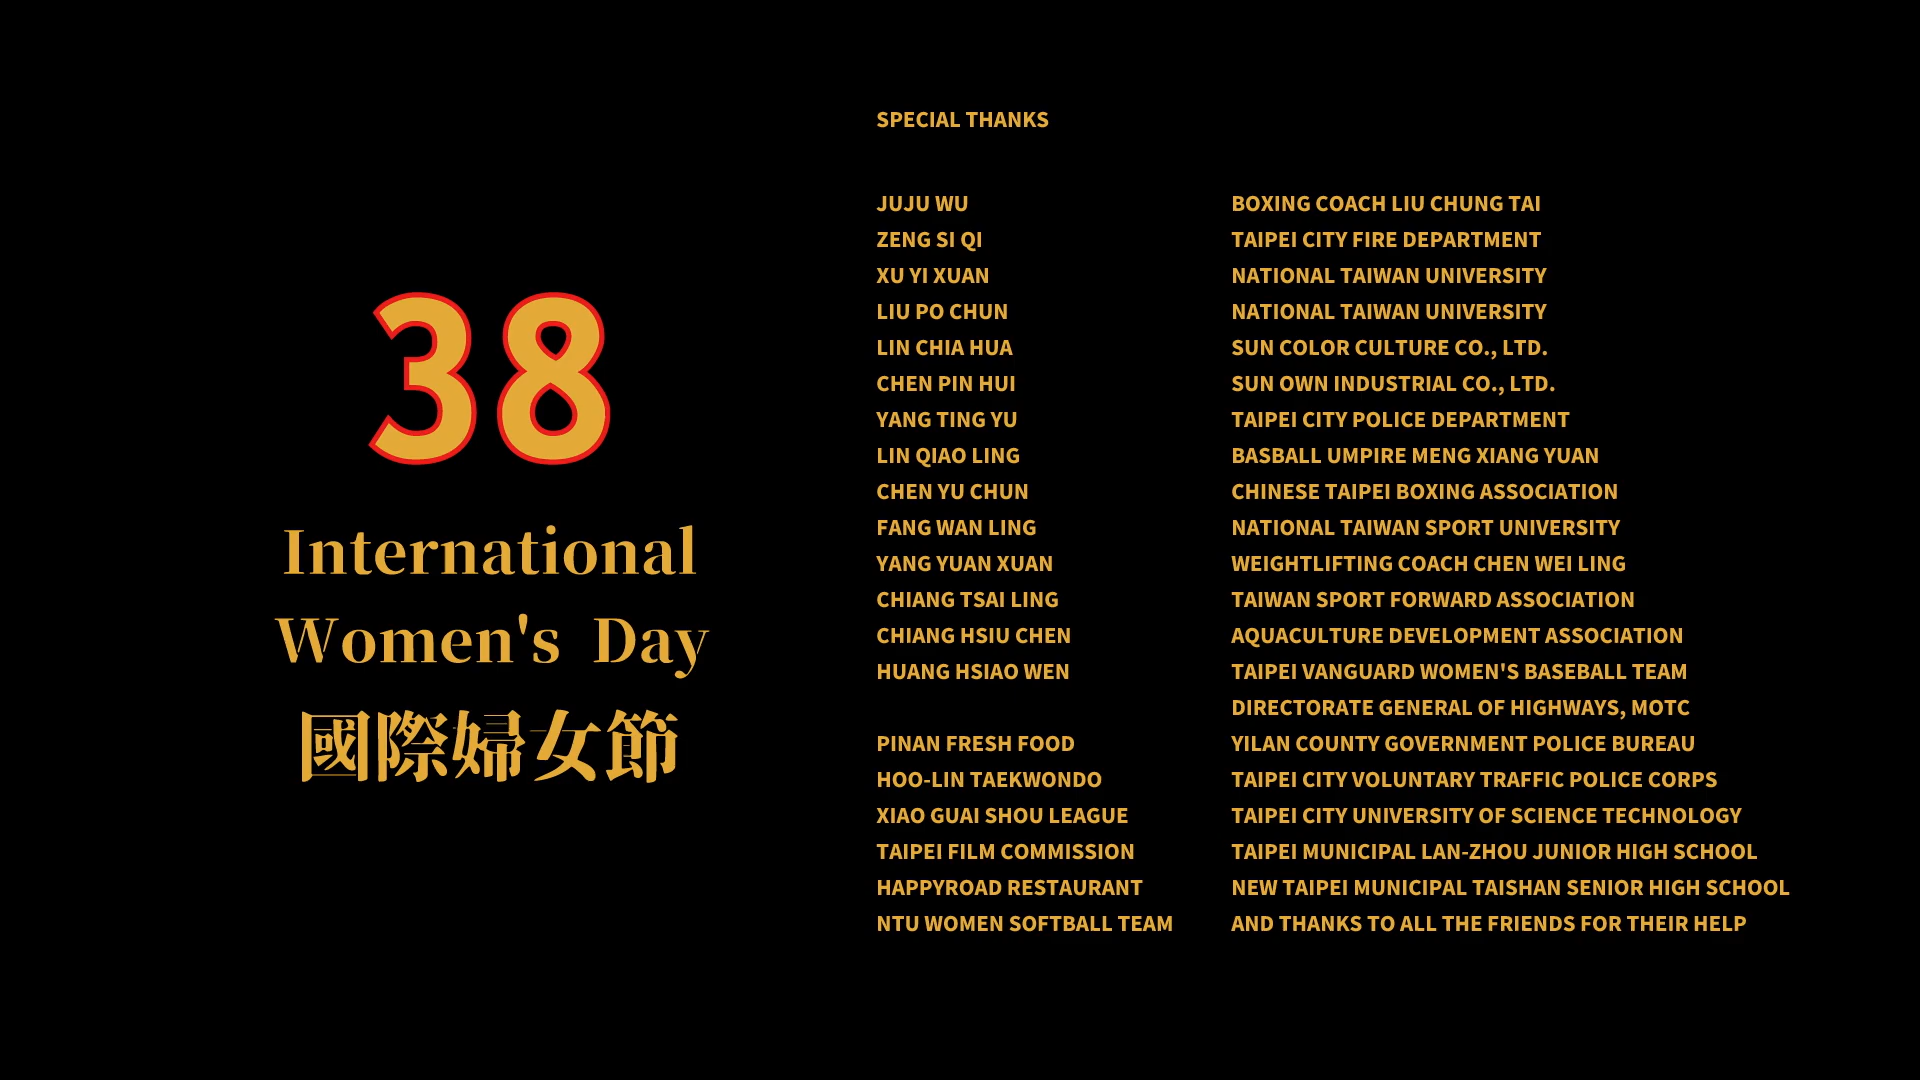 38
International
Women's Day
國際婦女節
SPECIAL THANKS
JUJU WU
ZENG SI QI
XU YI XUAN
LIU PO CHUN
LIN CHIA HUA
CHEN PIN HUI
YANG TING YU
LIN QIAO LING
CHEN YU CHUN
FANG WAN LING
YANG YUAN XUAN
CHIANG TSAI LING
CHIANG HSIU CHEN
HUANG HSIAO WEN
PINAN FRESH FOOD
HOO-LIN TAEKWONDO
XIAO GUAI SHOU LEAGUE
TAIPEI FILM COMMISSION
HAPPYROAD RESTAURANT
NTU WOMEN SOFTBALL TEAM
BOXING COACH LIU CHUNG TAI
TAIPEI CITY FIRE DEPARTMENT
NATIONAL TAIWAN UNIVERSITY
NATIONAL TAIWAN UNIVERSITY
SUN COLOR CULTURE CO., LTD.
SUN OWN INDUSTRIAL CO., LTD.
TAIPEI CITY POLICE DEPARTMENT
BASBALL UMPIRE MENG XIANG YUAN
CHINESE TAIPEI BOXING ASSOCIATION
NATIONAL TAIWAN SPORT UNIVERSITY
WEIGHTLIFTING COACH CHEN WEI LING
TAIWAN SPORT FORWARD ASSOCIATION
AQUACULTURE DEVELOPMENT ASSOCIATION
TAIPEI VANGUARD WOMEN'S BASEBALL TEAM
DIRECTORATE GENERAL OF HIGHWAYS, MOTC
YILAN COUNTY GOVERNMENT POLICE BUREAU
TAIPEI CITY VOLUNTARY TRAFFIC POLICE CORPS
TAIPEI CITY UNIVERSITY OF SCIENCE TECHNOLOGY
TAIPEI MUNICIPAL LAN-ZHOU JUNIOR HIGH SCHOOL
NEW TAIPEI MUNICIPAL TAISHAN SENIOR HIGH SCHOOL
AND THANKS TO ALL THE FRIENDS FOR THEIR HELP